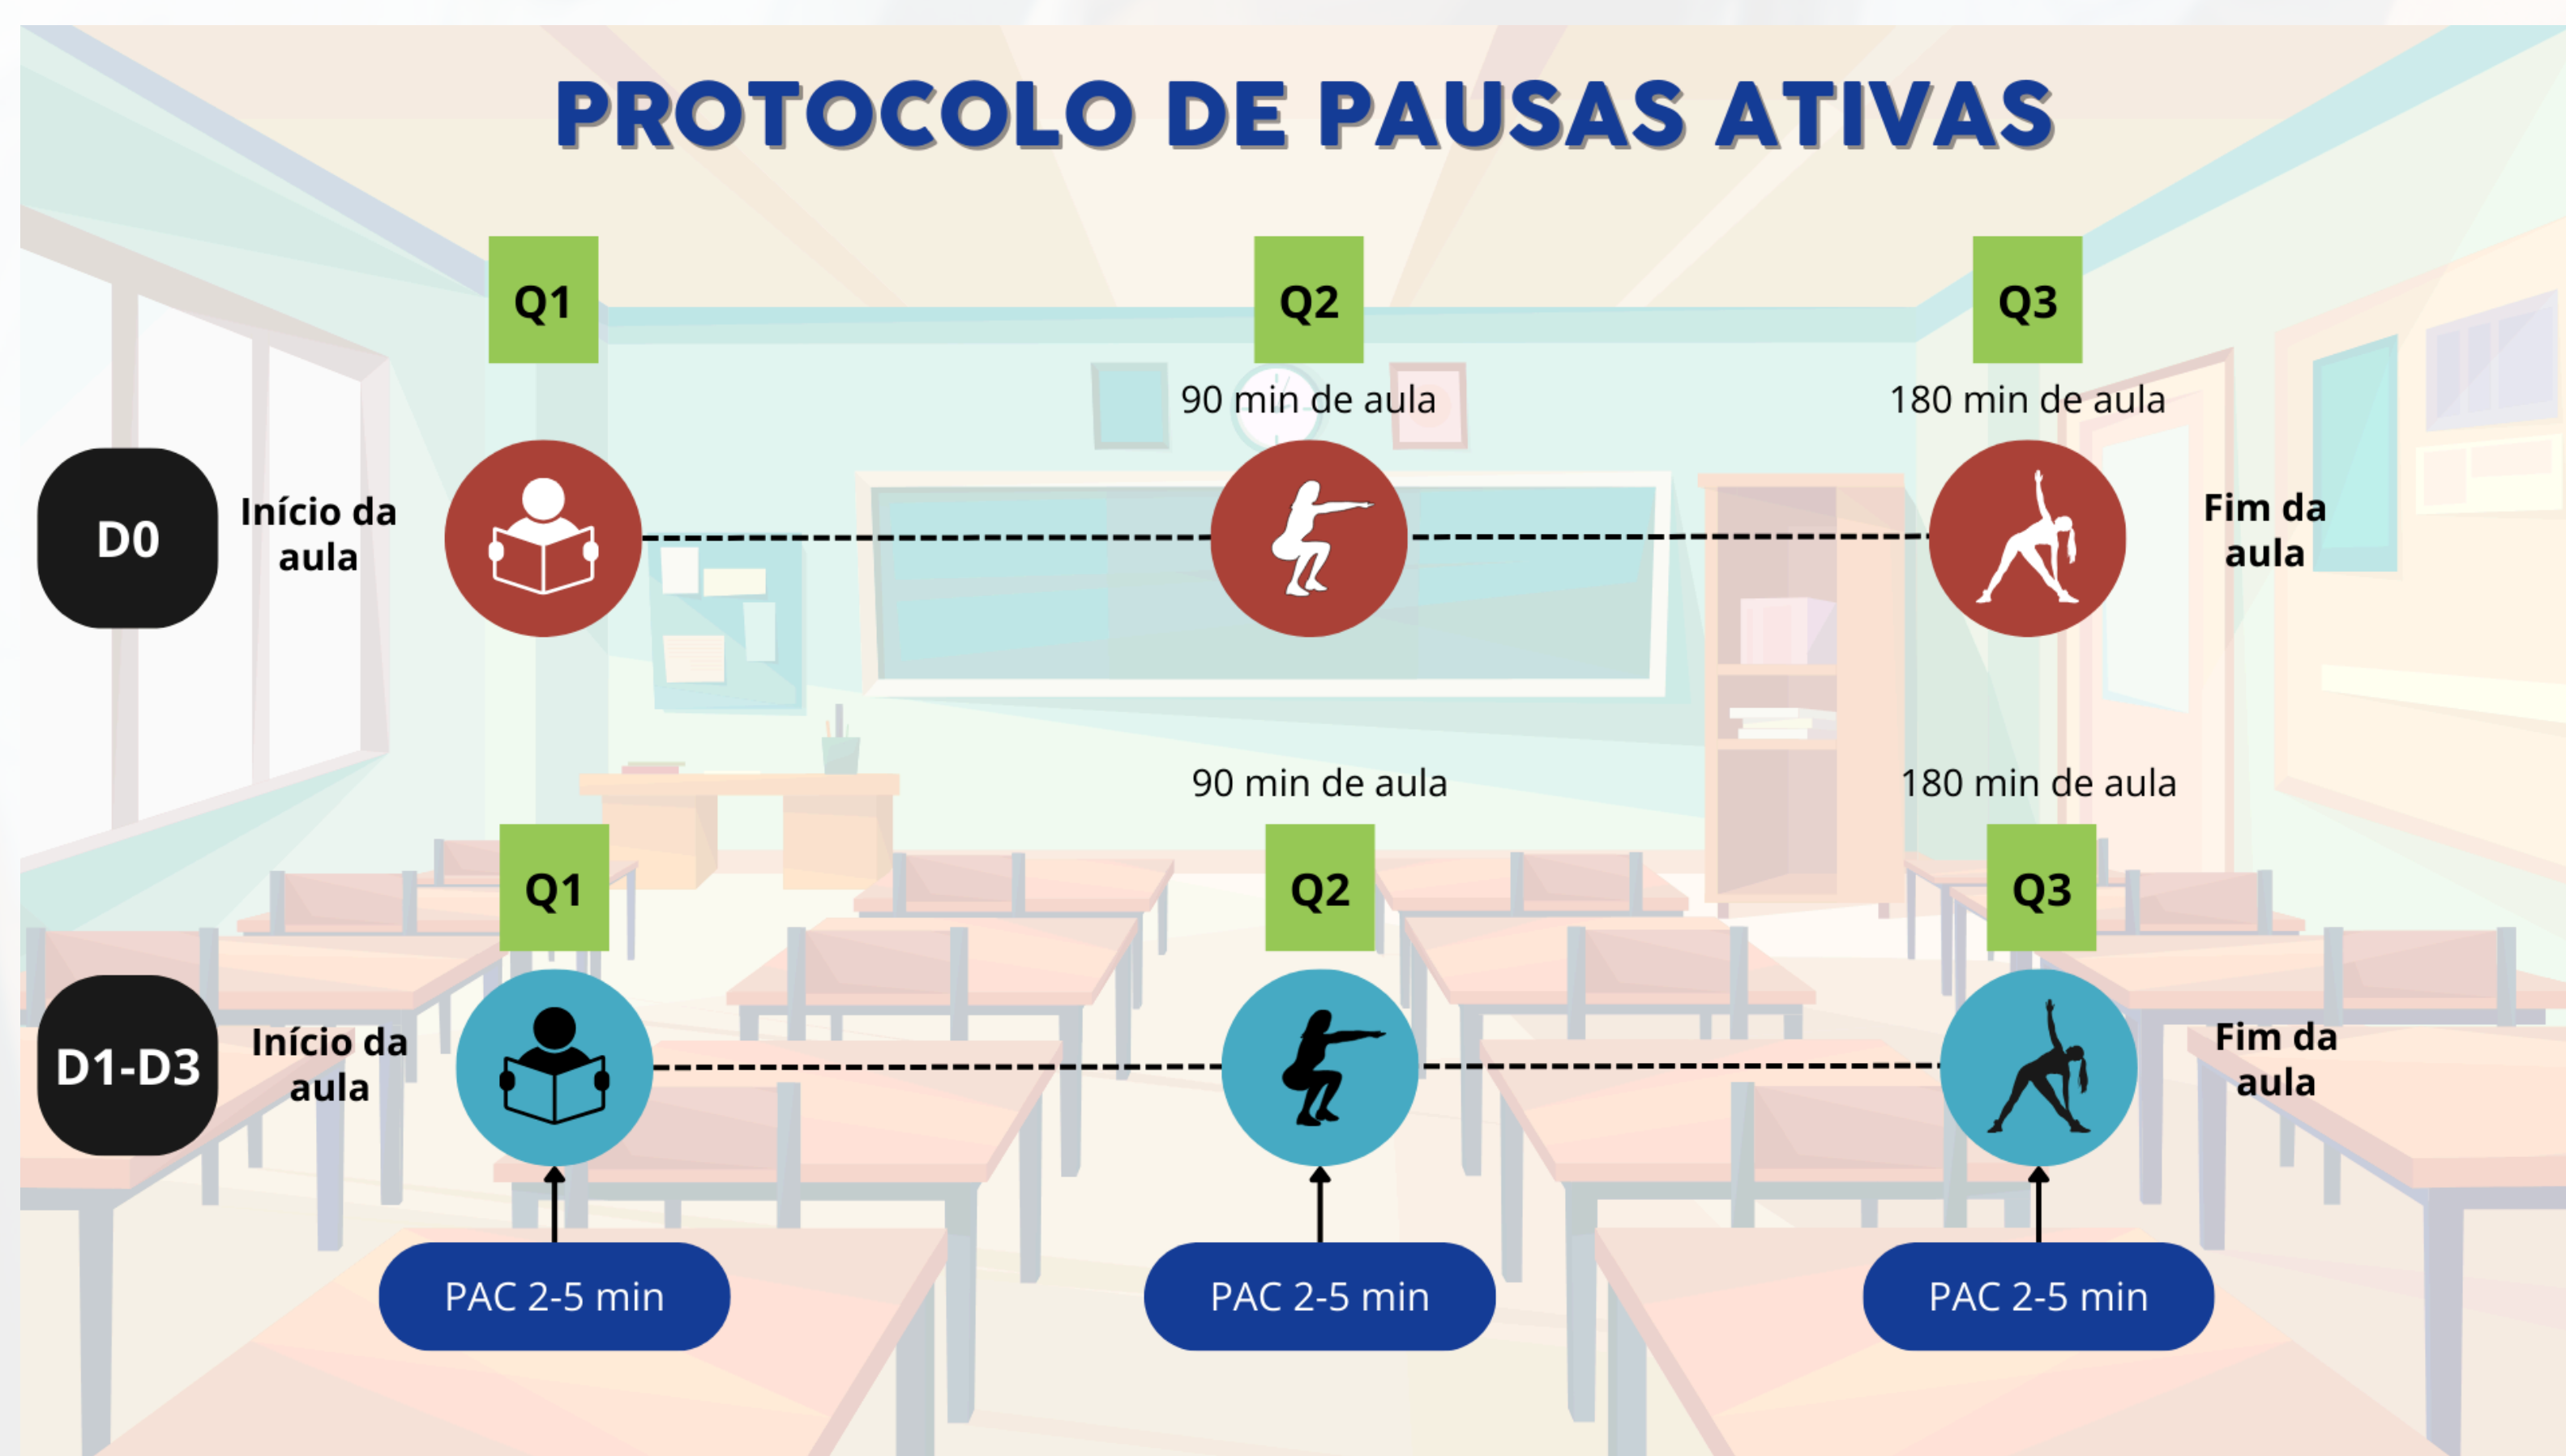 PROTOCOLO DE PAUSAS ATIVAS
Q1
Q2
Q3
90 min de aula
180 min de aula
D0
Início da
aula
Fim da
aula
90 min de aula
180 min de aula
Q1
Q2
Q3
D1-D3
Início da
aula
Fim da
aula
PAC 2-5 min
PAC 2-5 min
PAC 2-5 min